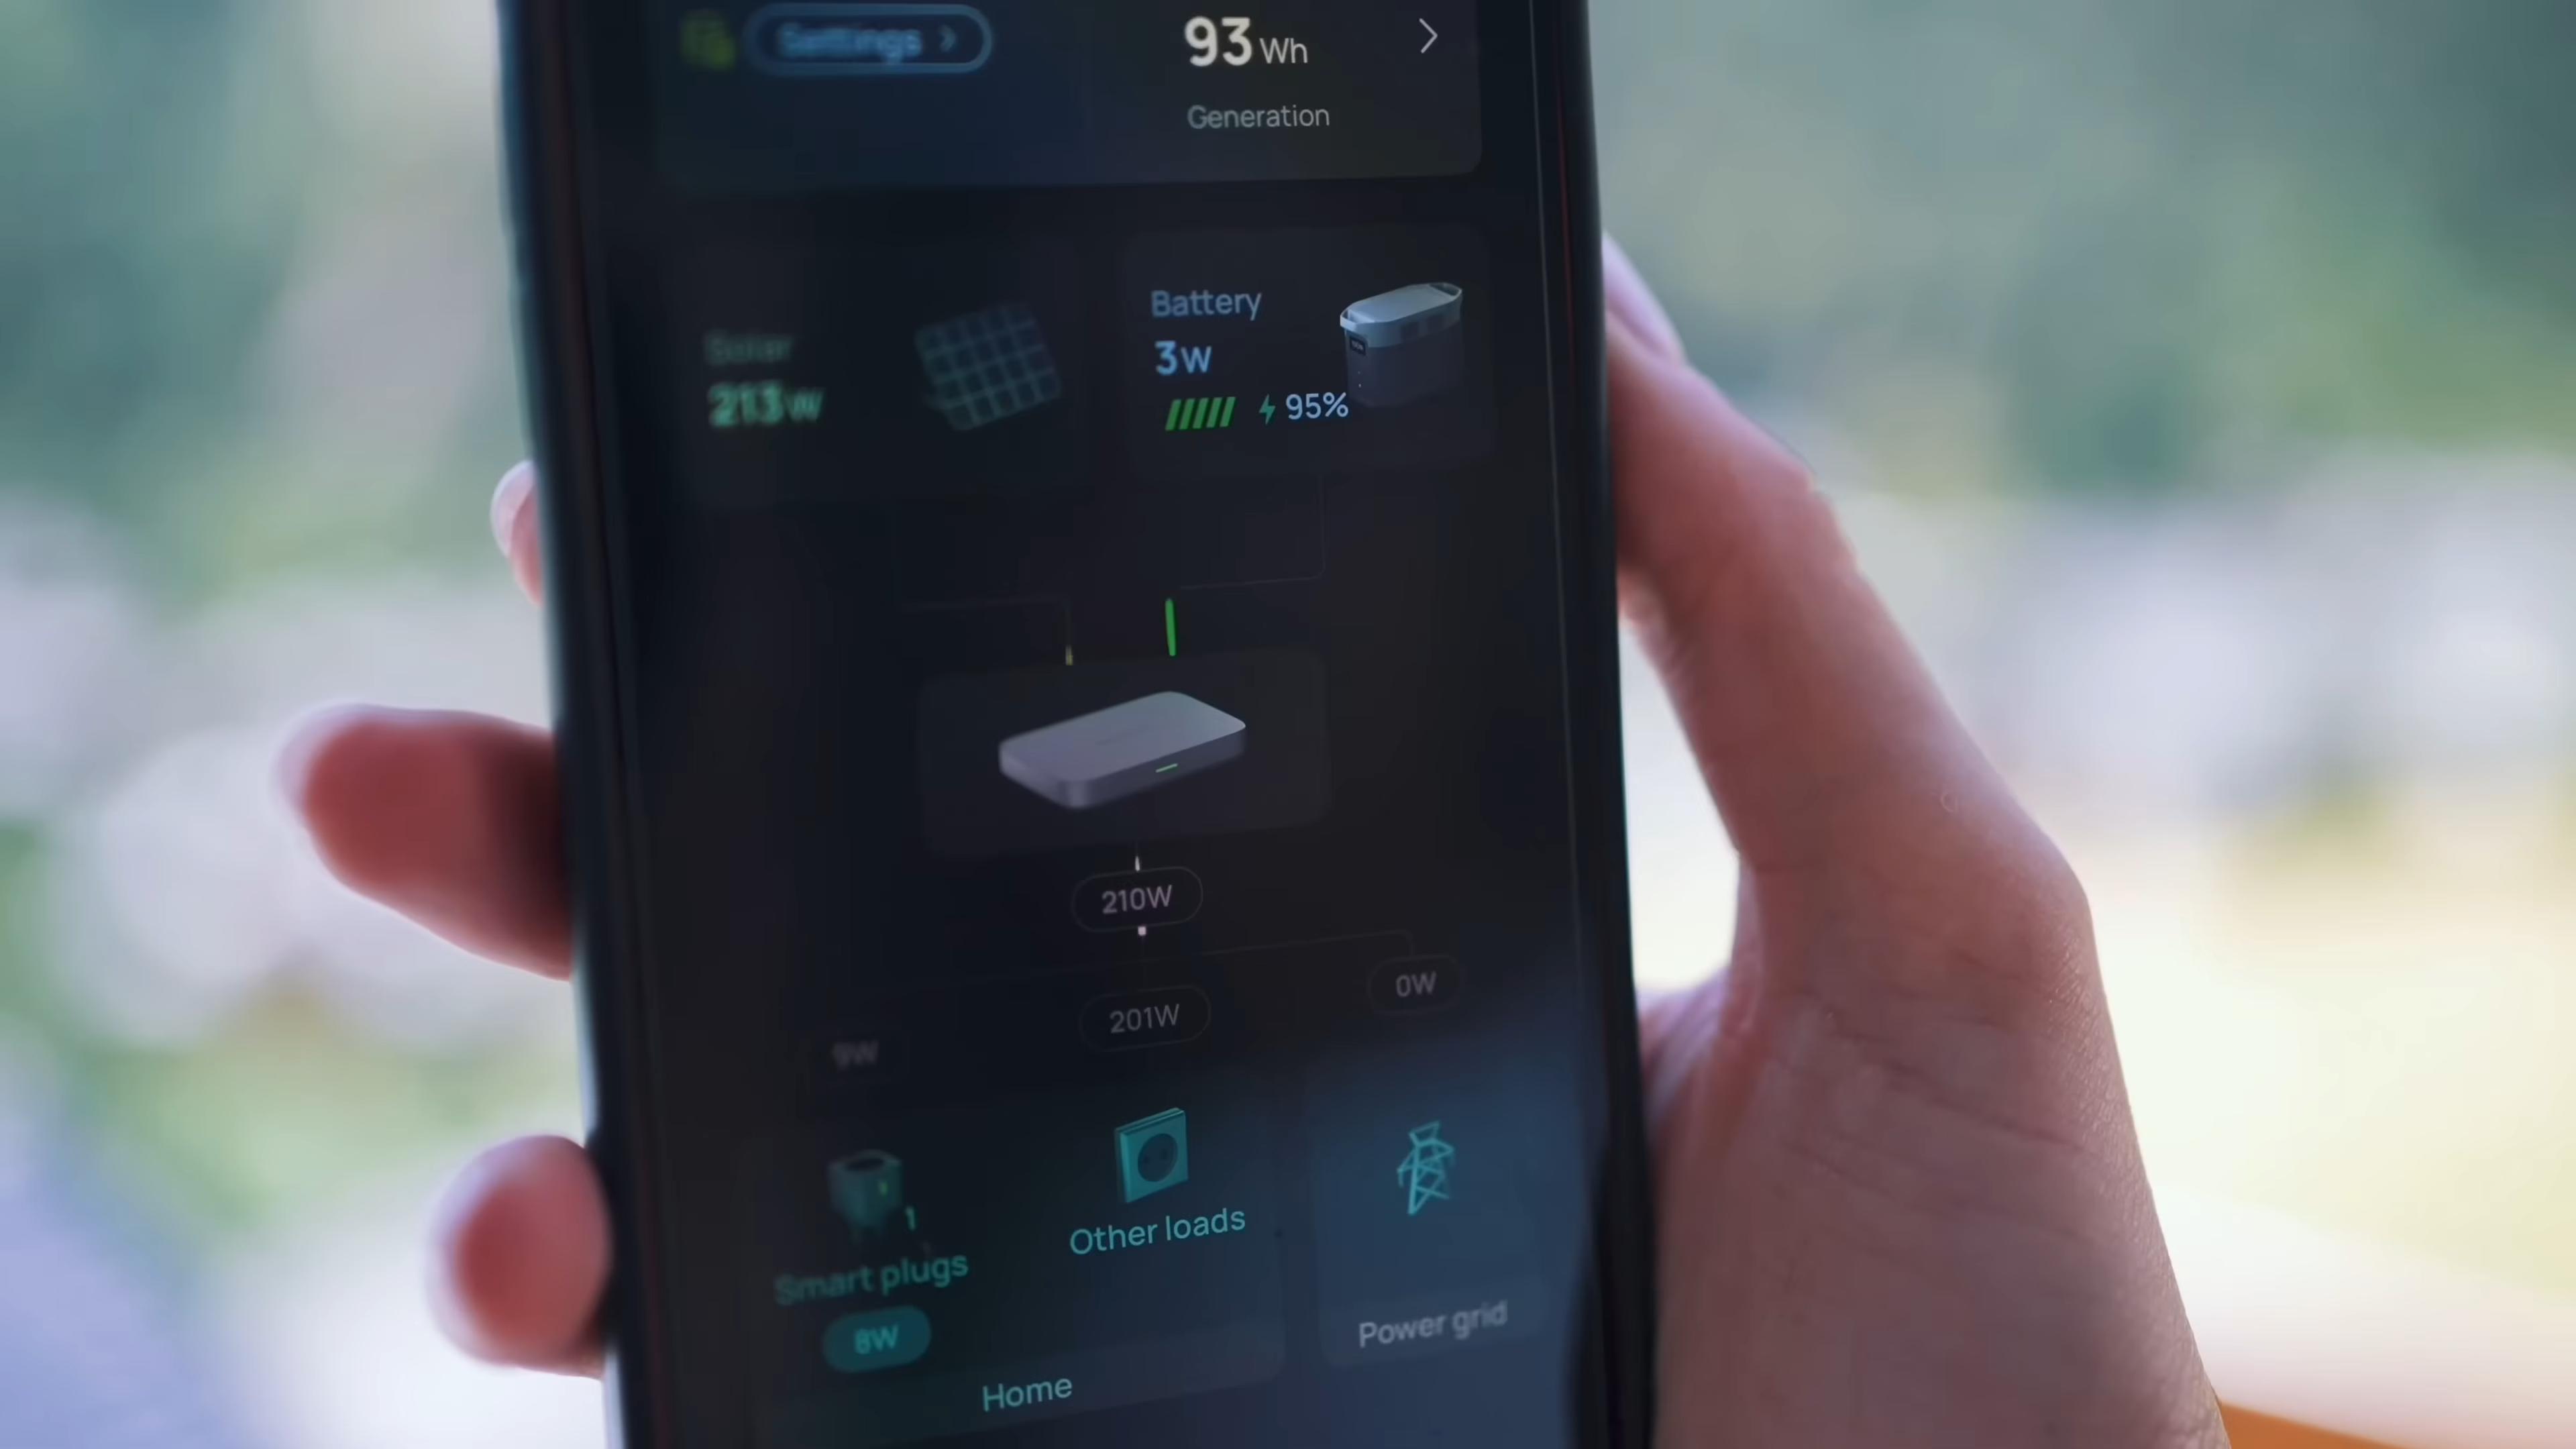 Settings >
93 Wh
Generation
Solar
213W
Battery
3W
95%
210W
201W
0W
9W
Other loads
Smart plugs
8W
Power grid
Home